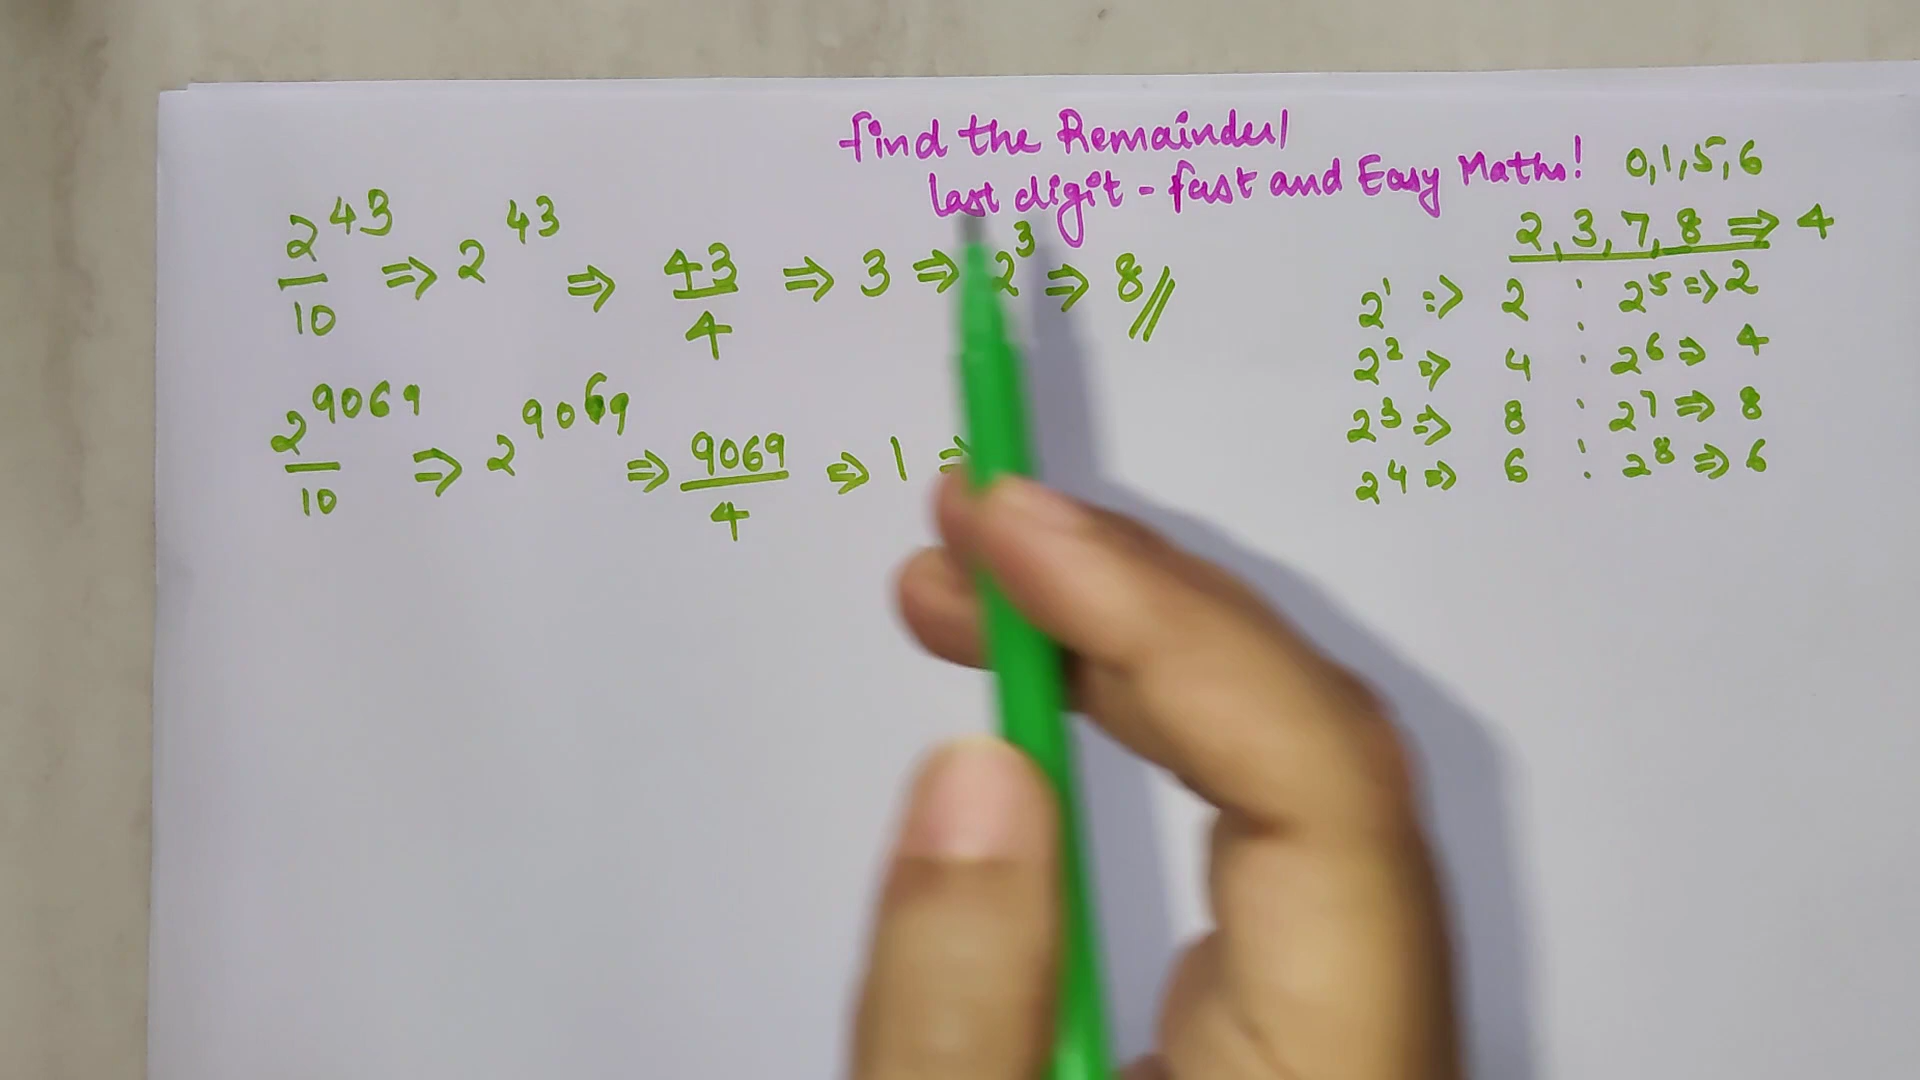 find the Remainder/
last digit - fast and Easy Maths!
0,1,5,6
2,3,7,8 ⇒ 4
2^43/10 ⇒ 2^43 ⇒ 43/4 ⇒ 3 ⇒ 2^3 ⇒ 8//
2^9069/10 ⇒ 2^9069 ⇒ 9069/4 ⇒ 1 ⇒
2^1 ⇒ 2 : 2^5 ⇒ 2
2^2 ⇒ 4 : 2^6 ⇒ 4
2^3 ⇒ 8 : 2^7 ⇒ 8
2^4 ⇒ 6 : 2^8 ⇒ 6